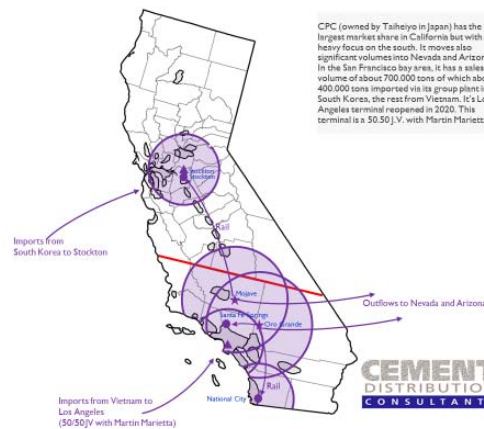 CPC (owned by Taiheiyo in Japan) has the
largest market share in California but with
heavy focus on the south. It moves also
significant volumes into Nevada and Arizon
In the San Francisco bay area, it has a sales
volume of about 700.000 tons of which abo
400.000 tons imported via its group plant i
South Korea, the rest from Vietnam. It's Lo
Angeles terminal reopened in 2020. This
terminal is a 50.50 J.V. with Martin Mariett
Stockton
Stockton
Imports from
South Korea to Stockton
Rail
Mojave
Outflows to Nevada and Arizona
Santa Fe Springs
Oro Grande
Imports from Vietnam to
Los Angeles
(50/50JV with Martin Marietta)
National City
Rail
CEMENT
DISTRIBUTIO
CONSULTANT